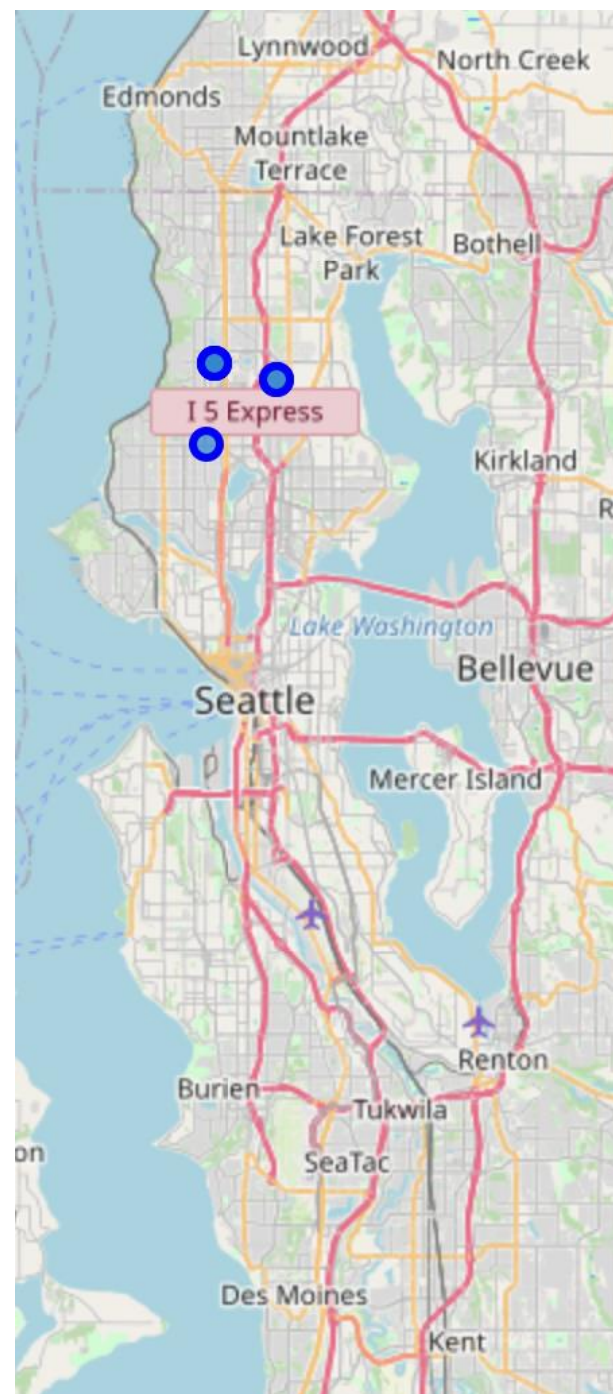 Lynnwood
North Creek
Edmonds
Mountlake
Terrace
Lake Forest
Park
Bothell
I 5 Express
Kirkland
R
Lake Washington
Bellevue
Seattle
Mercer Island
Renton
Burien
Tukwila
on
SeaTac
Des Moines
Kent